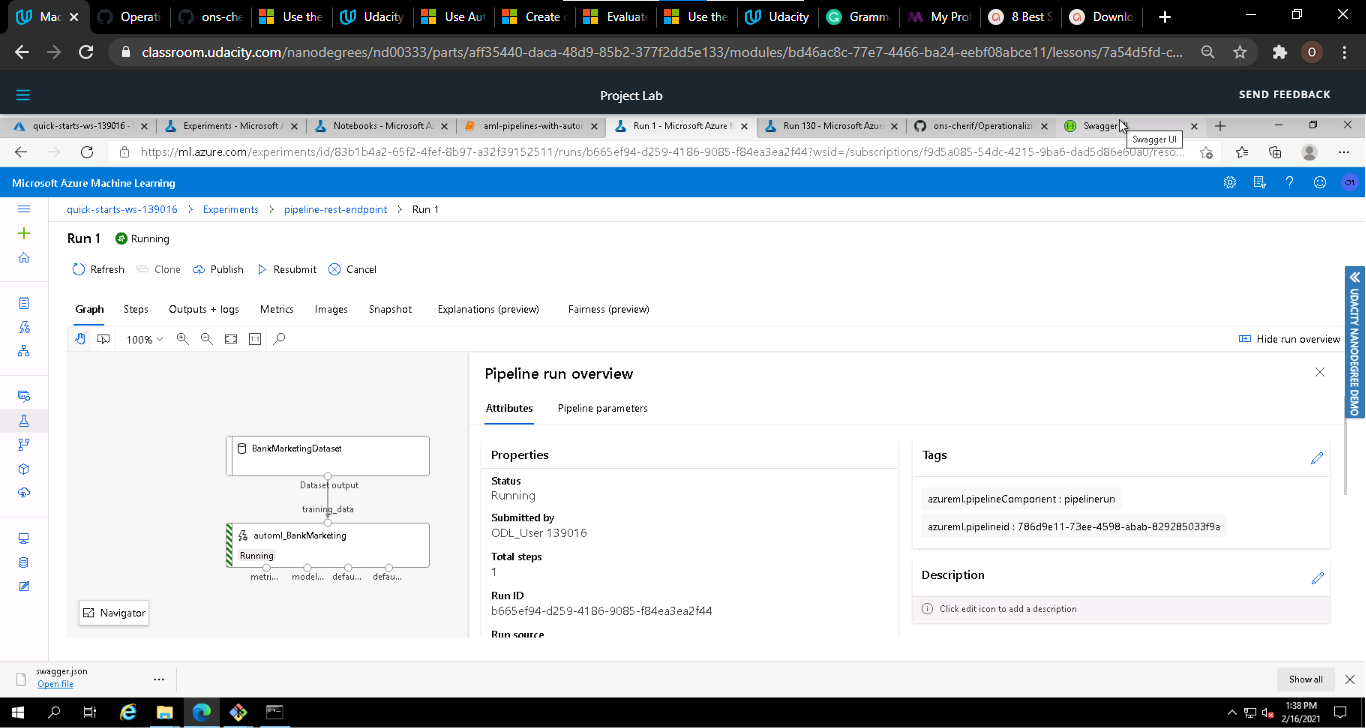 Mac
Operati
ons-che
Use the
Udacity
Use Aut
Create
Evaluate
Use the
Udacity
Gramma
My Prof
8 Best S
Downlo
classroom.udacity.com/nanodegrees/nd00333/parts/aff35440-daca-48d9-85b2-377f2dd5e133/modules/bd46ac8c-77e7-4466-ba24-eebf08abce11/lessons/7a54d5fd-c...
O
Project Lab
SEND FEEDBACK
quick-starts-ws-139016 -
Experiments - Microsoft A
Notebooks - Microsoft A
aml-pipelines-with-autom
Run 1 - Microsoft Azure M
Run 130 - Microsoft Azure
ons-cherif/Operationalizi
Swagger UI
https://ml.azure.com/experiments/id/83b1b4a2-65f2-4fef-8b97-a32f39152511/runs/b665ef94-d259-4186-9085-f84ea3ea2f44?wsid=/subscriptions/f9d5a085-54dc-4215-9ba6-dad5d86e60a0/reso...
Swagger UI
Microsoft Azure Machine Learning
O1
quick-starts-ws-139016 > Experiments > pipeline-rest-endpoint > Run 1
Run 1 Running
Refresh Clone Publish Resubmit Cancel
Graph Steps Outputs + logs Metrics Images Snapshot Explanations (preview) Fairness (preview)
100%
1:1
Hide run overview
UDACITY NANODEGREE DEMO
Pipeline run overview
Attributes Pipeline parameters
BankMarketingDataset
Dataset output
training_data
automl_BankMarketing
Running
metri... model... defau... defau...
Navigator
Properties
Status
Running
Submitted by
ODL_User 139016
Total steps
1
Run ID
b665ef94-d259-4186-9085-f84ea3ea2f44
Run source
Tags
azureml.pipelineComponent : pipelinerun
azureml.pipelineid : 786d9e11-73ee-4598-abab-829285033f9a
Description
Click edit icon to add a description
swagger.json
Open file
...
Show all
1:38 PM
2/16/2021